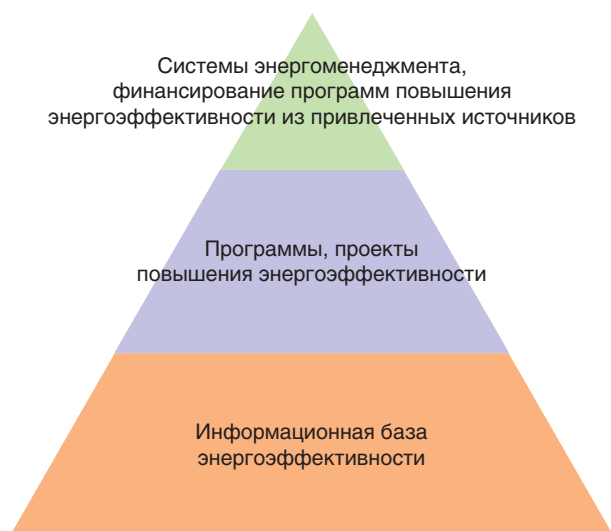 Системы энергоменеджмента,
финансирование программ повышения
энергоэффективности из привлеченных источников
Программы, проекты
повышения энергоэффективности
Информационная база
энергоэффективности